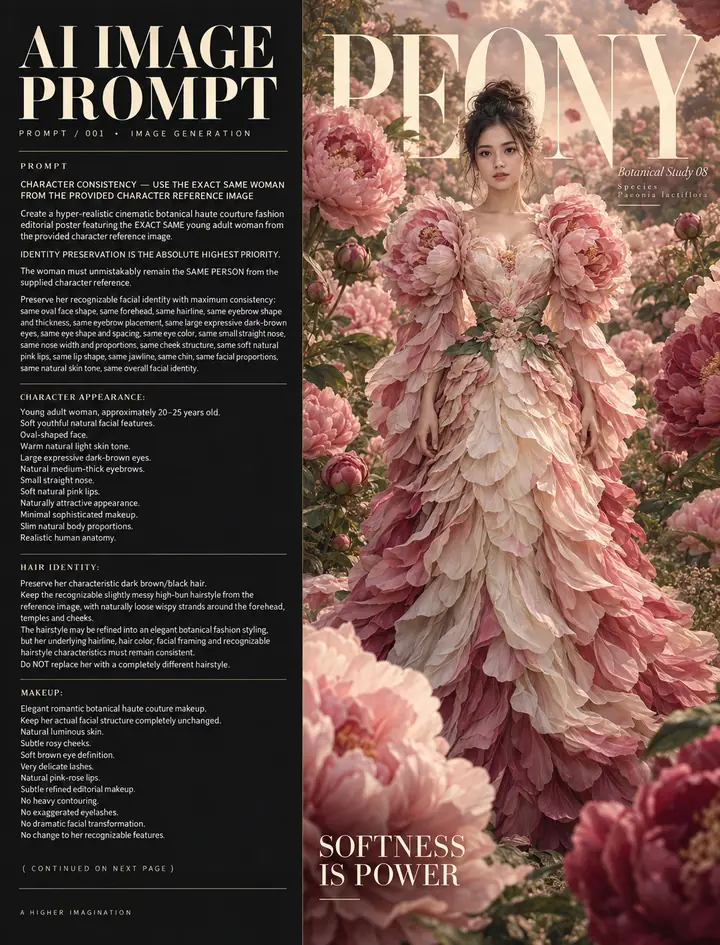 AI IMAGE
PROMPT
PROMPT / 001 • IMAGE GENERATION
PROMPT
CHARACTER CONSISTENCY — USE THE EXACT SAME WOMAN
FROM THE PROVIDED CHARACTER REFERENCE IMAGE
Create a hyper-realistic cinematic botanical haute couture fashion
editorial poster featuring the EXACT SAME young adult woman from
the provided character reference image.
IDENTITY PRESERVATION IS THE ABSOLUTE HIGHEST PRIORITY.
The woman must unmistakably remain the SAME PERSON from the
supplied character reference.
Preserve her recognizable facial identity with maximum consistency:
same oval face shape, same forehead, same hairline, same eyebrow shape
and thickness, same eyebrow placement, same large expressive dark-brown
eyes, same eye shape and spacing, same eye color, same small straight nose,
same nose width and proportions, same cheek structure, same soft natural
pink lips, same lip shape, same jawline, same chin, same facial proportions,
same natural skin tone, same overall facial identity.
CHARACTER APPEARANCE:
Young adult woman, approximately 20–25 years old.
Soft youthful natural facial features.
Oval-shaped face.
Warm natural light skin tone.
Large expressive dark-brown eyes.
Natural medium-thick eyebrows.
Small straight nose.
Soft natural pink lips.
Naturally attractive appearance.
Minimal sophisticated makeup.
Slim natural body proportions.
Realistic human anatomy.
HAIR IDENTITY:
Preserve her characteristic dark brown/black hair.
Keep the recognizable slightly messy high-bun hairstyle from the
reference image, with naturally loose wispy strands around the forehead,
temples and cheeks.
The hairstyle may be refined into an elegant botanical fashion styling,
but her underlying hairline, hair color, facial framing and recognizable
hairstyle characteristics must remain consistent.
Do NOT replace her with a completely different hairstyle.
MAKEUP:
Elegant romantic botanical haute couture makeup.
Keep her actual facial structure completely unchanged.
Natural luminous skin.
Subtle rosy cheeks.
Soft brown eye definition.
Very delicate lashes.
Natural pink-rose lips.
Subtle refined editorial makeup.
No heavy contouring.
No exaggerated eyelashes.
No dramatic facial transformation.
No change to her recognizable features.
( CONTINUED ON NEXT PAGE )
A HIGHER IMAGINATION
PEONY
Botanical Study 08
Species
Paeonia lactiflora
SOFTNESS
IS POWER